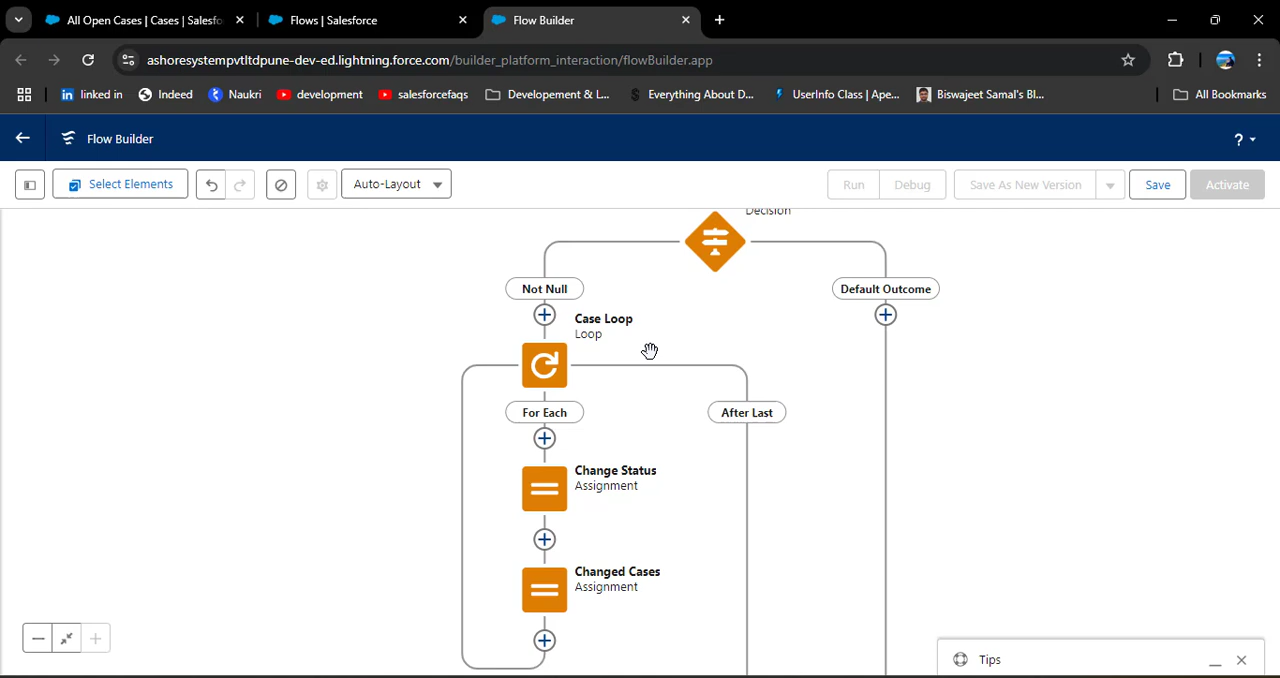 All Open Cases | Cases | Salesfo
Flows | Salesforce
Flow Builder
ashoresystempvtltdpune-dev-ed.lightning.force.com/builder_platform_interaction/flowBuilder.app
linked in
Indeed
Naukri
development
salesforcefaqs
Developement & L...
Everything About D...
UserInfo Class | Ape...
Biswajeet Samal's Bl...
All Bookmarks
Flow Builder
?
Select Elements
Auto-Layout
Run
Debug
Save As New Version
Save
Activate
Decision
Not Null
Default Outcome
Case Loop
Loop
For Each
After Last
Change Status
Assignment
Changed Cases
Assignment
Tips